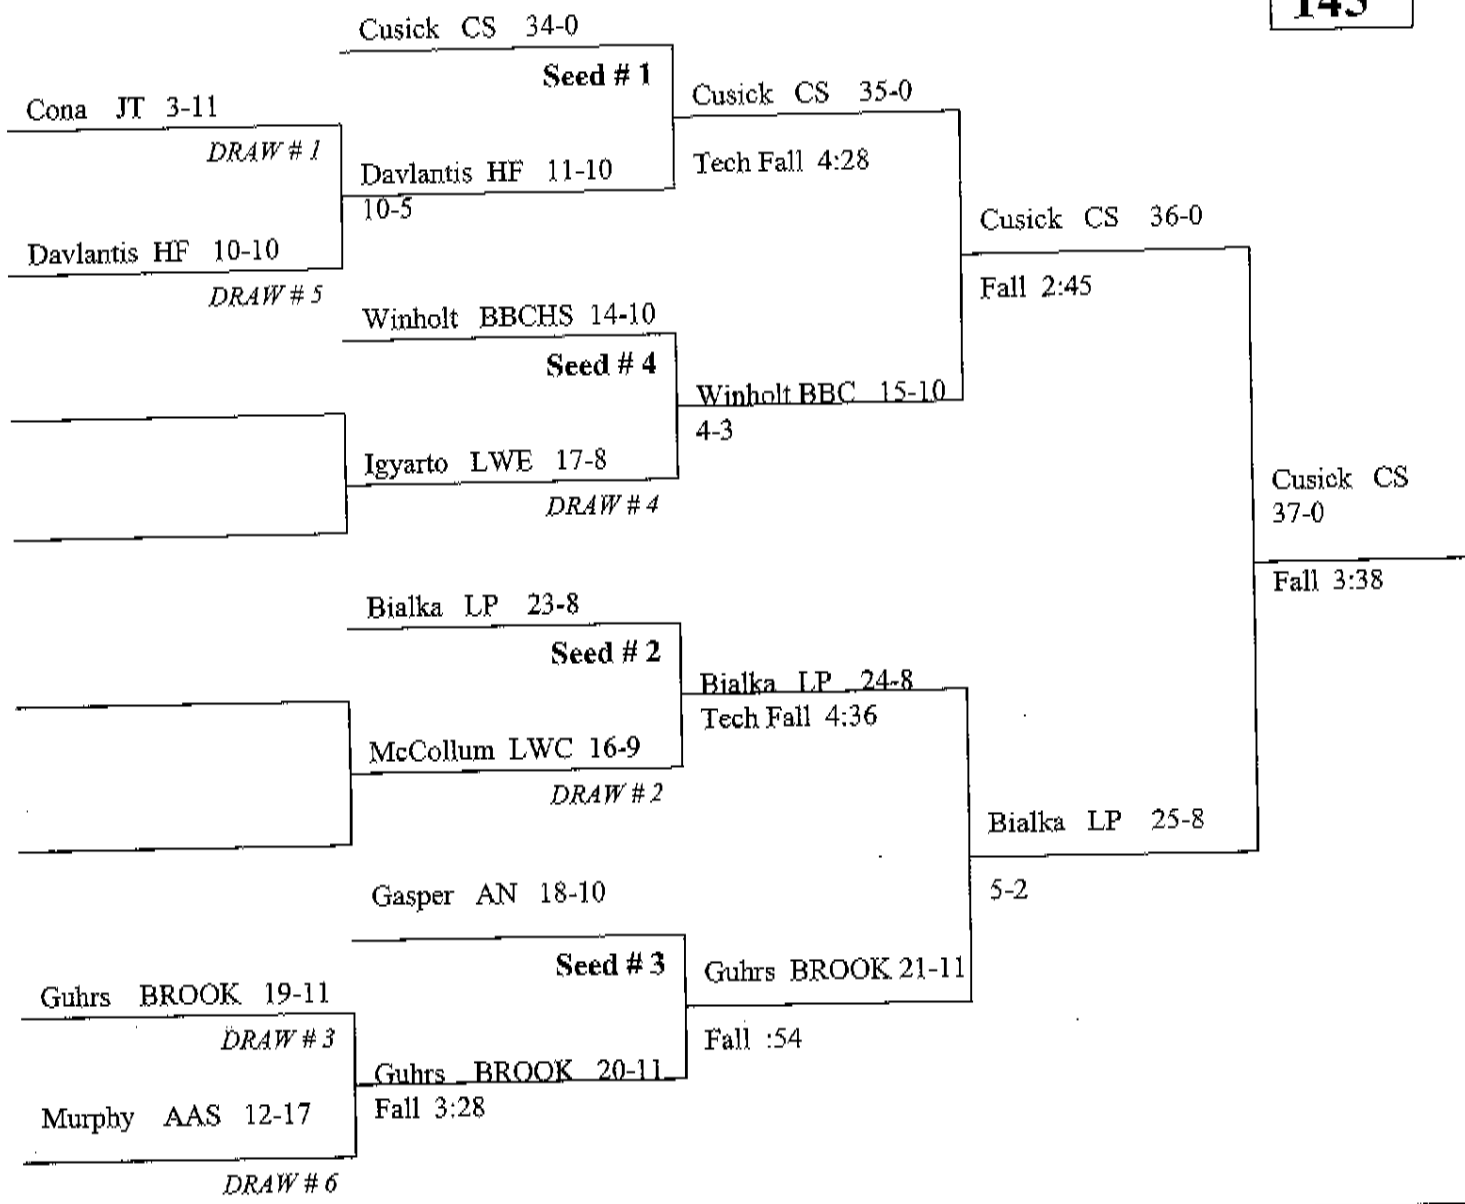 145
Cusick CS 34-0
Seed # 1
Cusick CS 35-0
Cona JT 3-11
DRAW # 1
Tech Fall 4:28
Davlantis HF 11-10
10-5
Cusick CS 36-0
Davlantis HF 10-10
DRAW # 5
Fall 2:45
Winholt BBCHS 14-10
Seed # 4
Winholt BBC 15-10
4-3
Igyarto LWE 17-8
DRAW # 4
Cusick CS
37-0
Fall 3:38
Bialka LP 23-8
Seed # 2
Bialka LP 24-8
Tech Fall 4:36
McCollum LWC 16-9
DRAW # 2
Bialka LP 25-8
5-2
Gasper AN 18-10
Seed # 3
Guhrs BROOK 21-11
Fall :54
Guhrs BROOK 19-11
DRAW # 3
Guhrs BROOK 20-11
Fall 3:28
Murphy AAS 12-17
DRAW # 6